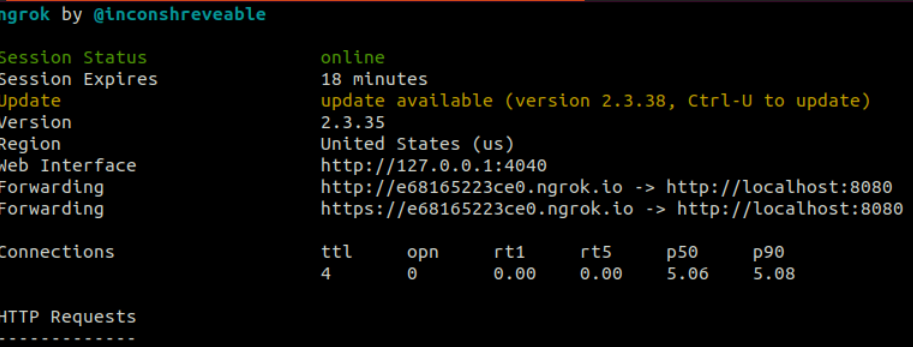 ngrok by @inconshreveable
Session Status online
Session Expires 18 minutes
Update update available (version 2.3.38, Ctrl-U to update)
Version 2.3.35
Region United States (us)
Web Interface http://127.0.0.1:4040
Forwarding http://e68165223ce0.ngrok.io -> http://localhost:8080
Forwarding https://e68165223ce0.ngrok.io -> http://localhost:8080
Connections ttl opn rt1 rt5 p50 p90
4 0 0.00 0.00 5.06 5.08
HTTP Requests
-------------